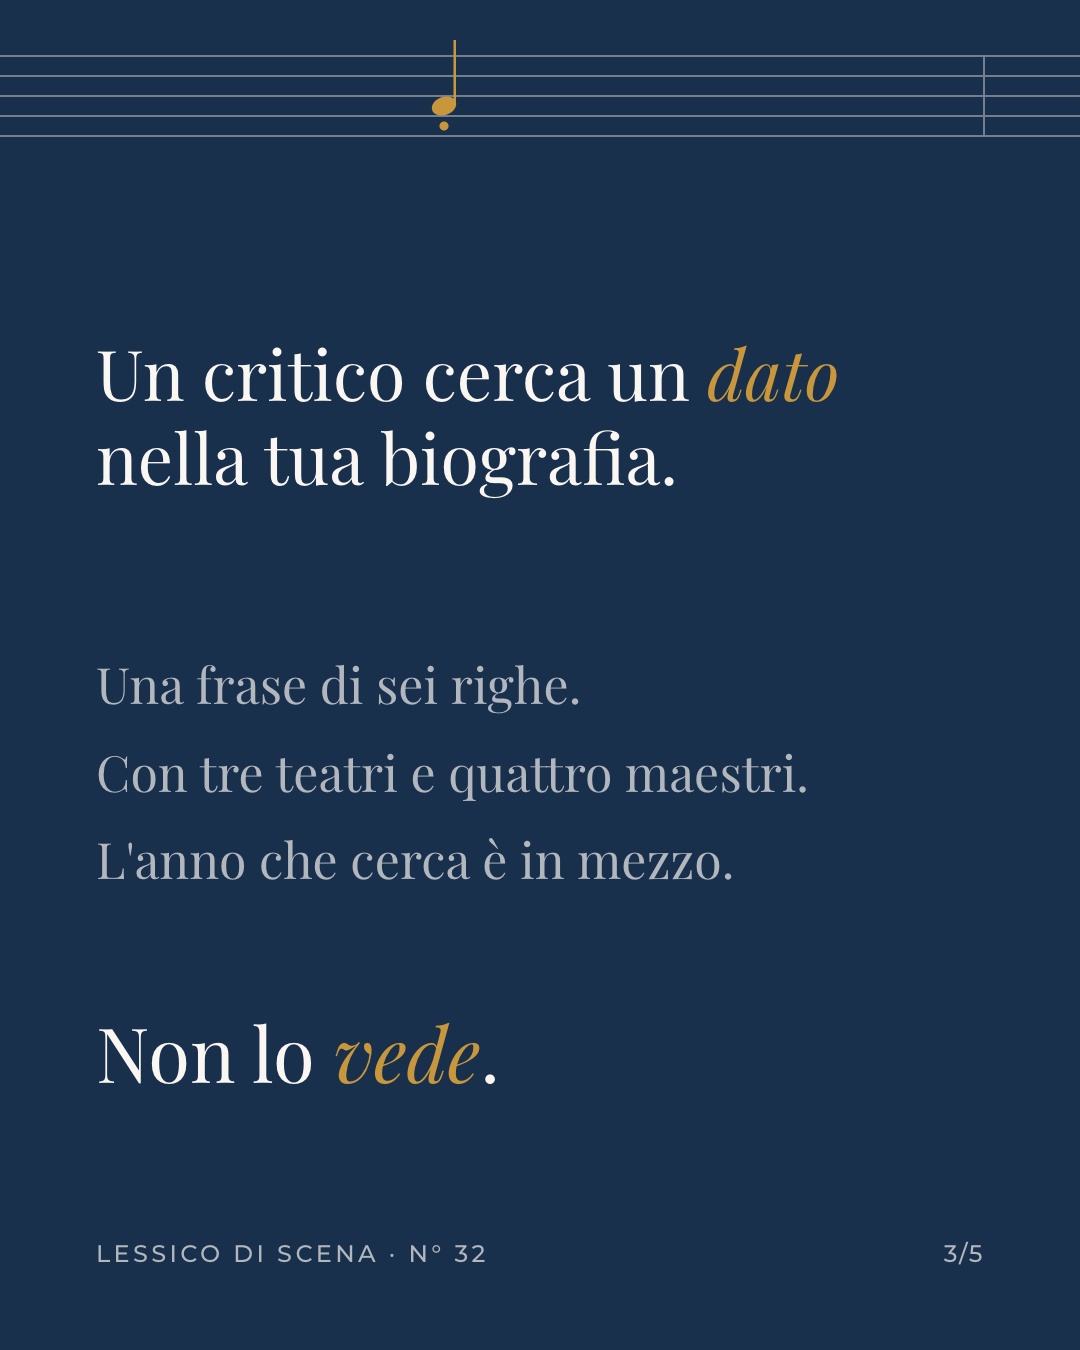 Un critico cerca un dato
nella tua biografia.
Una frase di sei righe.
Con tre teatri e quattro maestri.
L'anno che cerca è in mezzo.
Non lo vede.
LESSICO DI SCENA · N° 32
3/5